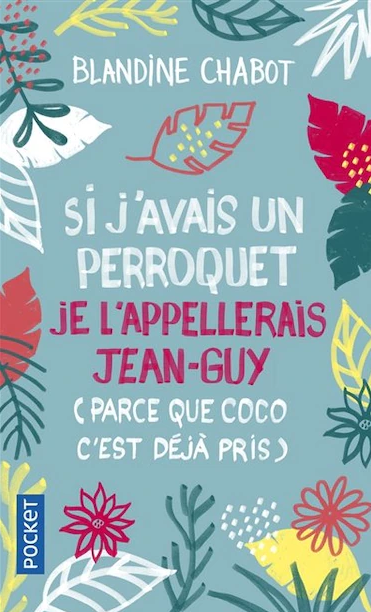 BLANDINE CHABOT
SI J'AVAIS UN
PERROQUET
JE L'APPELLERAIS
JEAN-GUY
(PARCE QUE COCO
C'EST DÉJÀ PRIS)
POCKET